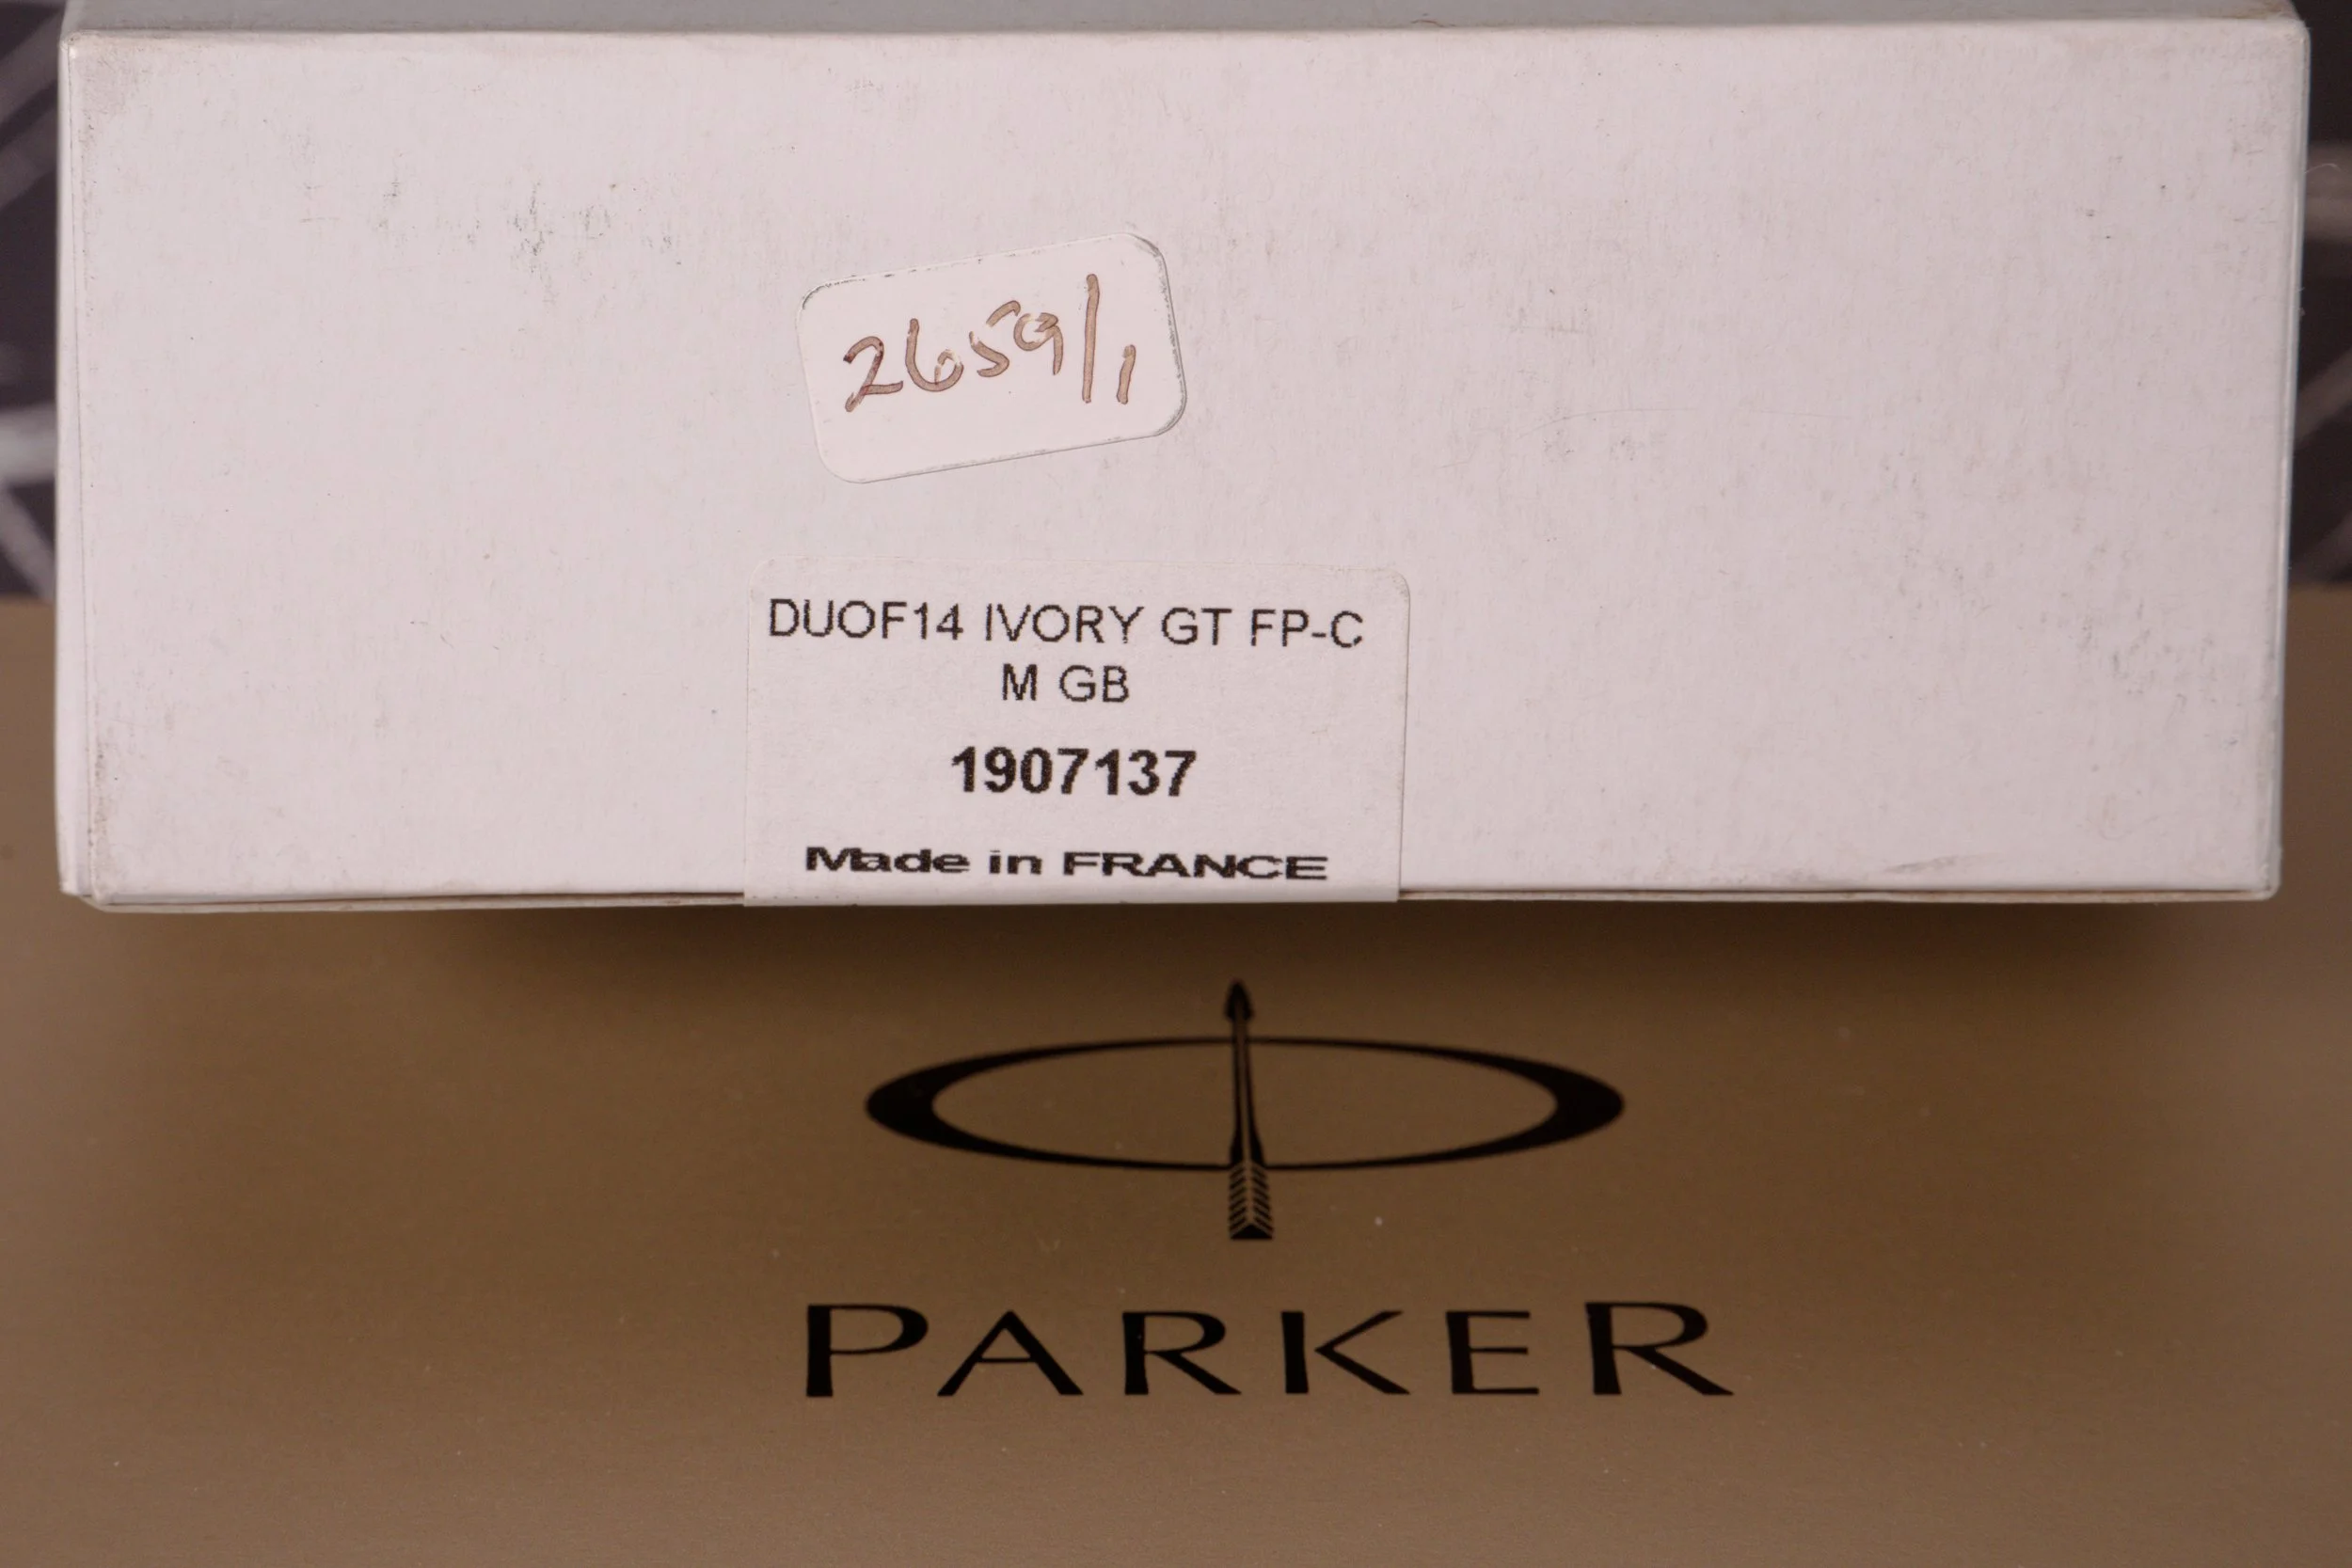 2659/1
DUOF14 IVORY GT FP-C
M GB
1907137
Made in FRANCE
PARKER